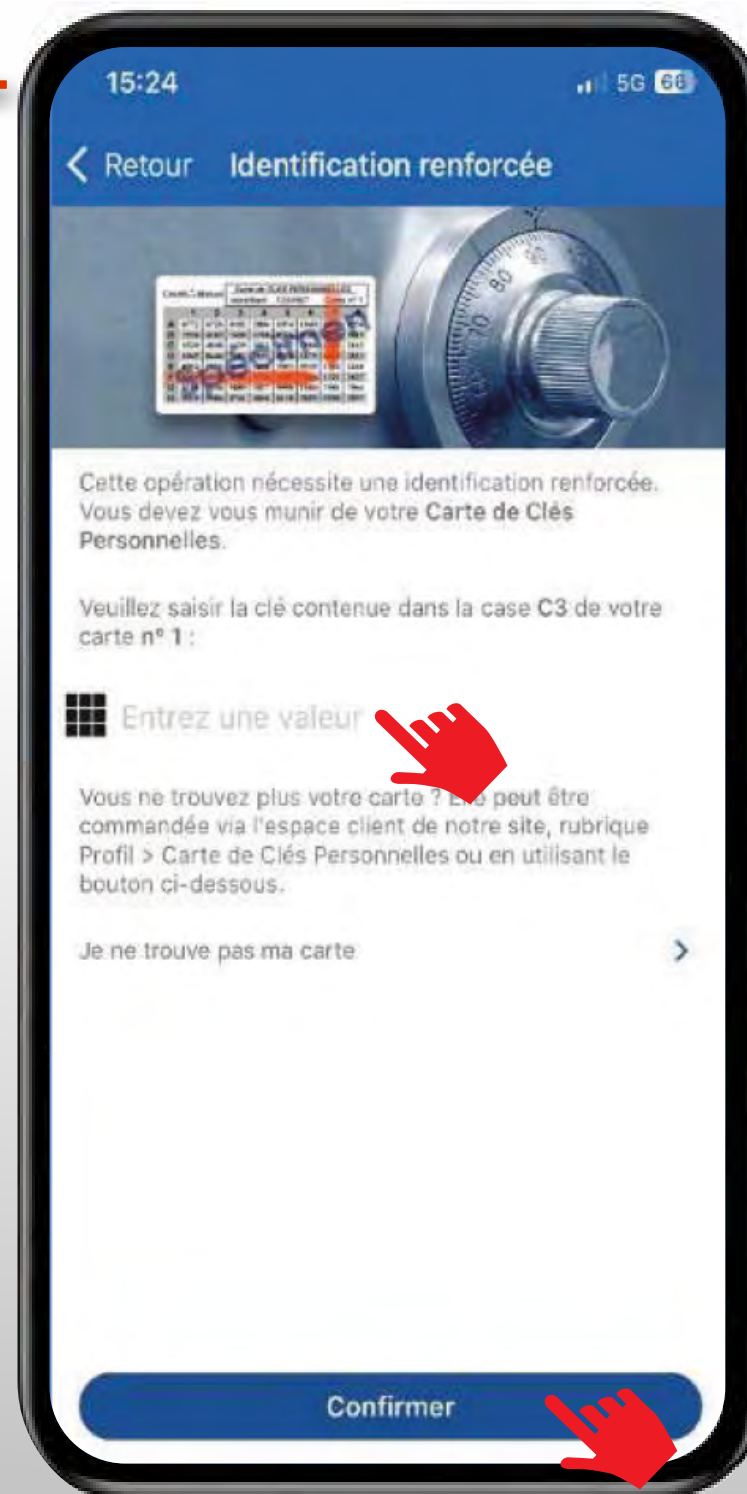 15:24
5G 66
Retour Identification renforcée
specimen
Cette opération nécessite une identification renforcée.
Vous devez vous munir de votre Carte de Clés
Personnelles.
Veuillez saisir la clé contenue dans la case C3 de votre
carte n° 1 :
Entrez une valeur
Vous ne trouvez plus votre carte ? Elle peut être
commandée via l'espace client de notre site, rubrique
Profil > Carte de Clés Personnelles ou en utilisant le
bouton ci-dessous.
Je ne trouve pas ma carte
Confirmer